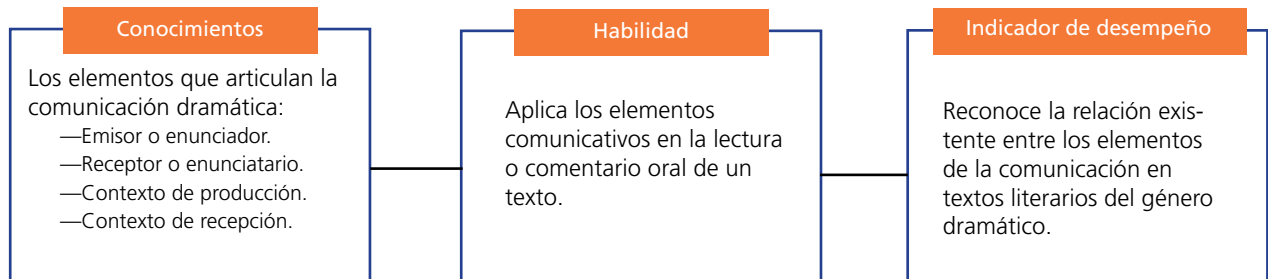 Conocimientos
Los elementos que articulan la
comunicación dramática:
—Emisor o enunciador.
—Receptor o enunciatario.
—Contexto de producción.
—Contexto de recepción.
Habilidad
Aplica los elementos
comunicativos en la lectura
o comentario oral de un
texto.
Indicador de desempeño
Reconoce la relación exis-
tente entre los elementos
de la comunicación en
textos literarios del género
dramático.